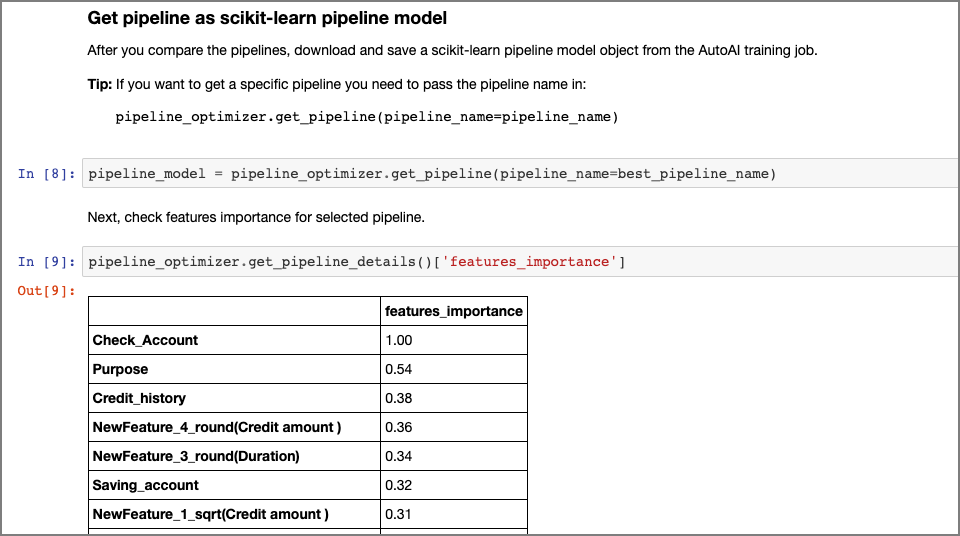 Get pipeline as scikit-learn pipeline model
After you compare the pipelines, download and save a scikit-learn pipeline model object from the AutoAI training job.
Tip: If you want to get a specific pipeline you need to pass the pipeline name in:
pipeline_optimizer.get_pipeline(pipeline_name=pipeline_name)
In [8]: pipeline_model = pipeline_optimizer.get_pipeline(pipeline_name=best_pipeline_name)
Next, check features importance for selected pipeline.
In [9]: pipeline_optimizer.get_pipeline_details()['features_importance']
Out[9]:
features_importance
Check_Account 1.00
Purpose 0.54
Credit_history 0.38
NewFeature_4_round(Credit amount ) 0.36
NewFeature_3_round(Duration) 0.34
Saving_account 0.32
NewFeature_1_sqrt(Credit amount ) 0.31